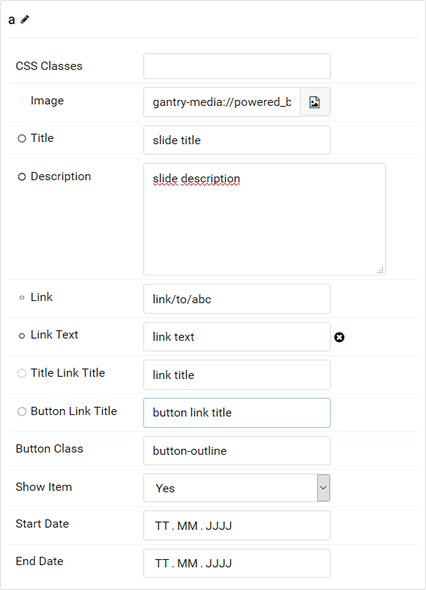 a
CSS Classes
Image gantry-media://powered_b
Title slide title
Description slide description
Link link/to/abc
Link Text link text
Title Link Title link title
Button Link Title button link title
Button Class button-outline
Show Item Yes
Start Date TT . MM . JJJJ
End Date TT . MM . JJJJ